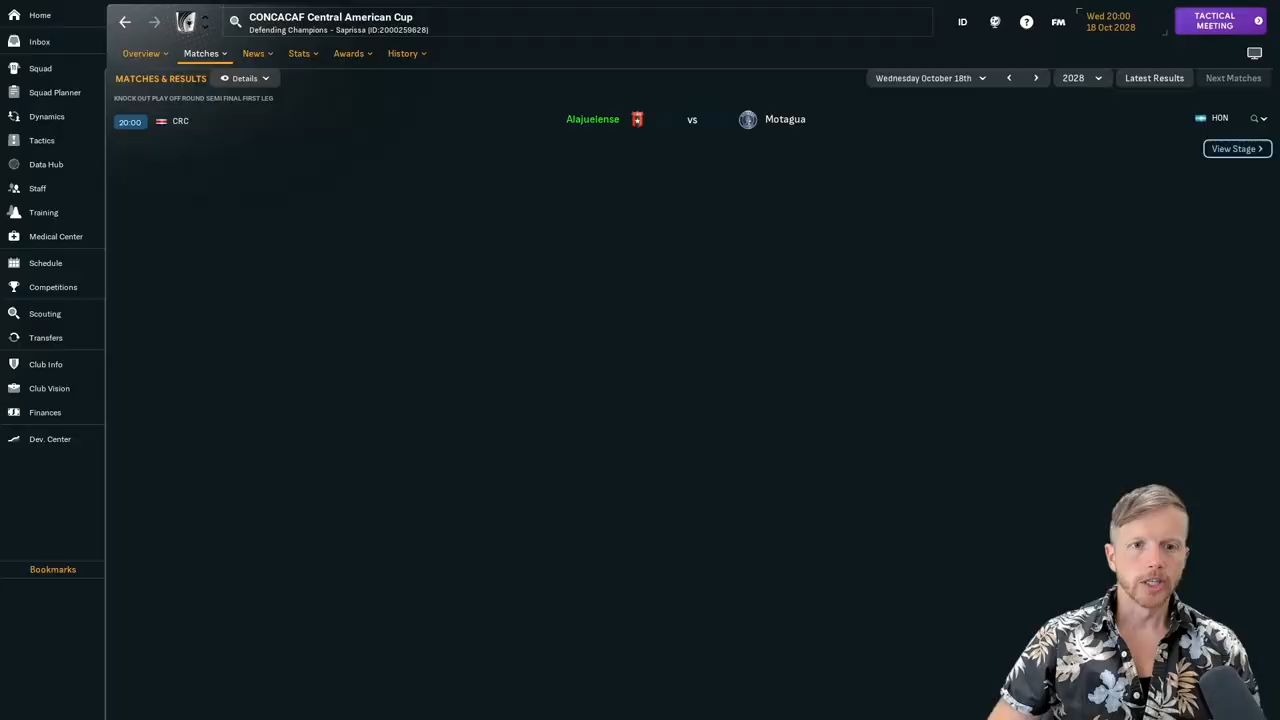 Home
Inbox
Squad
Squad Planner
Dynamics
Tactics
Data Hub
Staff
Training
Medical Center
Schedule
Competitions
Scouting
Transfers
Club Info
Club Vision
Finances
Dev. Center
Bookmarks
CONCACAF Central American Cup
Defending Champions - Saprissa (ID:2000259628)
ID
?
FM
Wed 20:00
18 Oct 2028
TACTICAL
MEETING
Overview Matches News Stats Awards History
MATCHES & RESULTS Details Wednesday October 18th 2028 Latest Results Next Matches
KNOCK OUT PLAY OFF ROUND SEMI FINAL FIRST LEG
20:00 CRC Alajuelense vs Motagua HON
View Stage